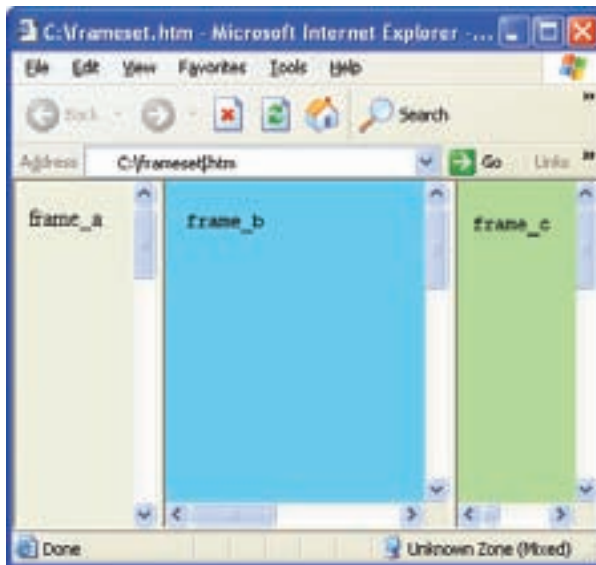 C:\frameset.htm - Microsoft Internet Explorer -...
File Edit View Favorites Tools Help
Back Search
Address C:\frameset.htm Go Links
frame_a frame_b frame_c
Done Unknown Zone (Mixed)